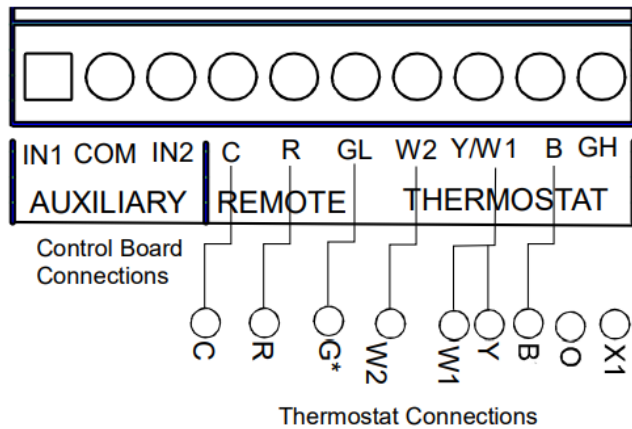 IN1 COM IN2 C R GL W2 Y/W1 B GH
AUXILIARY REMOTE THERMOSTAT
Control Board
Connections
C R G* W2 W1 Y B O X1
Thermostat Connections